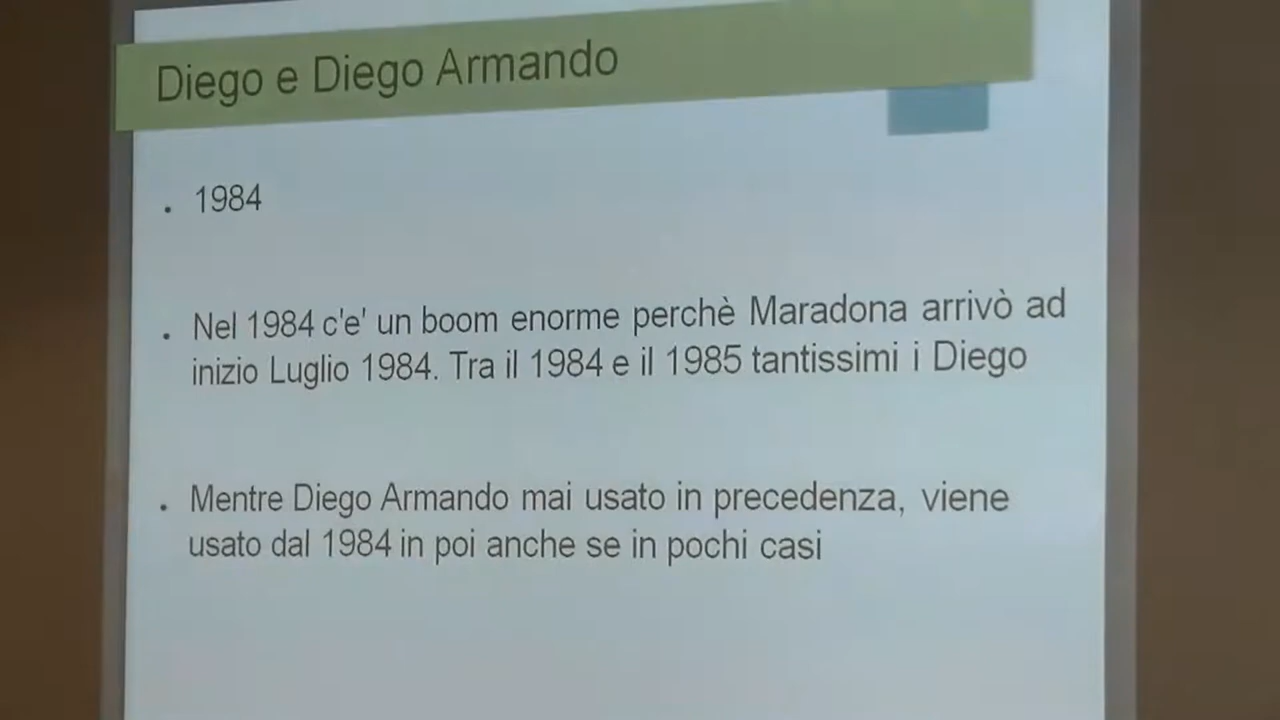 Diego e Diego Armando
. 1984
. Nel 1984 c'e' un boom enorme perchè Maradona arrivò ad
inizio Luglio 1984. Tra il 1984 e il 1985 tantissimi i Diego
. Mentre Diego Armando mai usato in precedenza, viene
usato dal 1984 in poi anche se in pochi casi